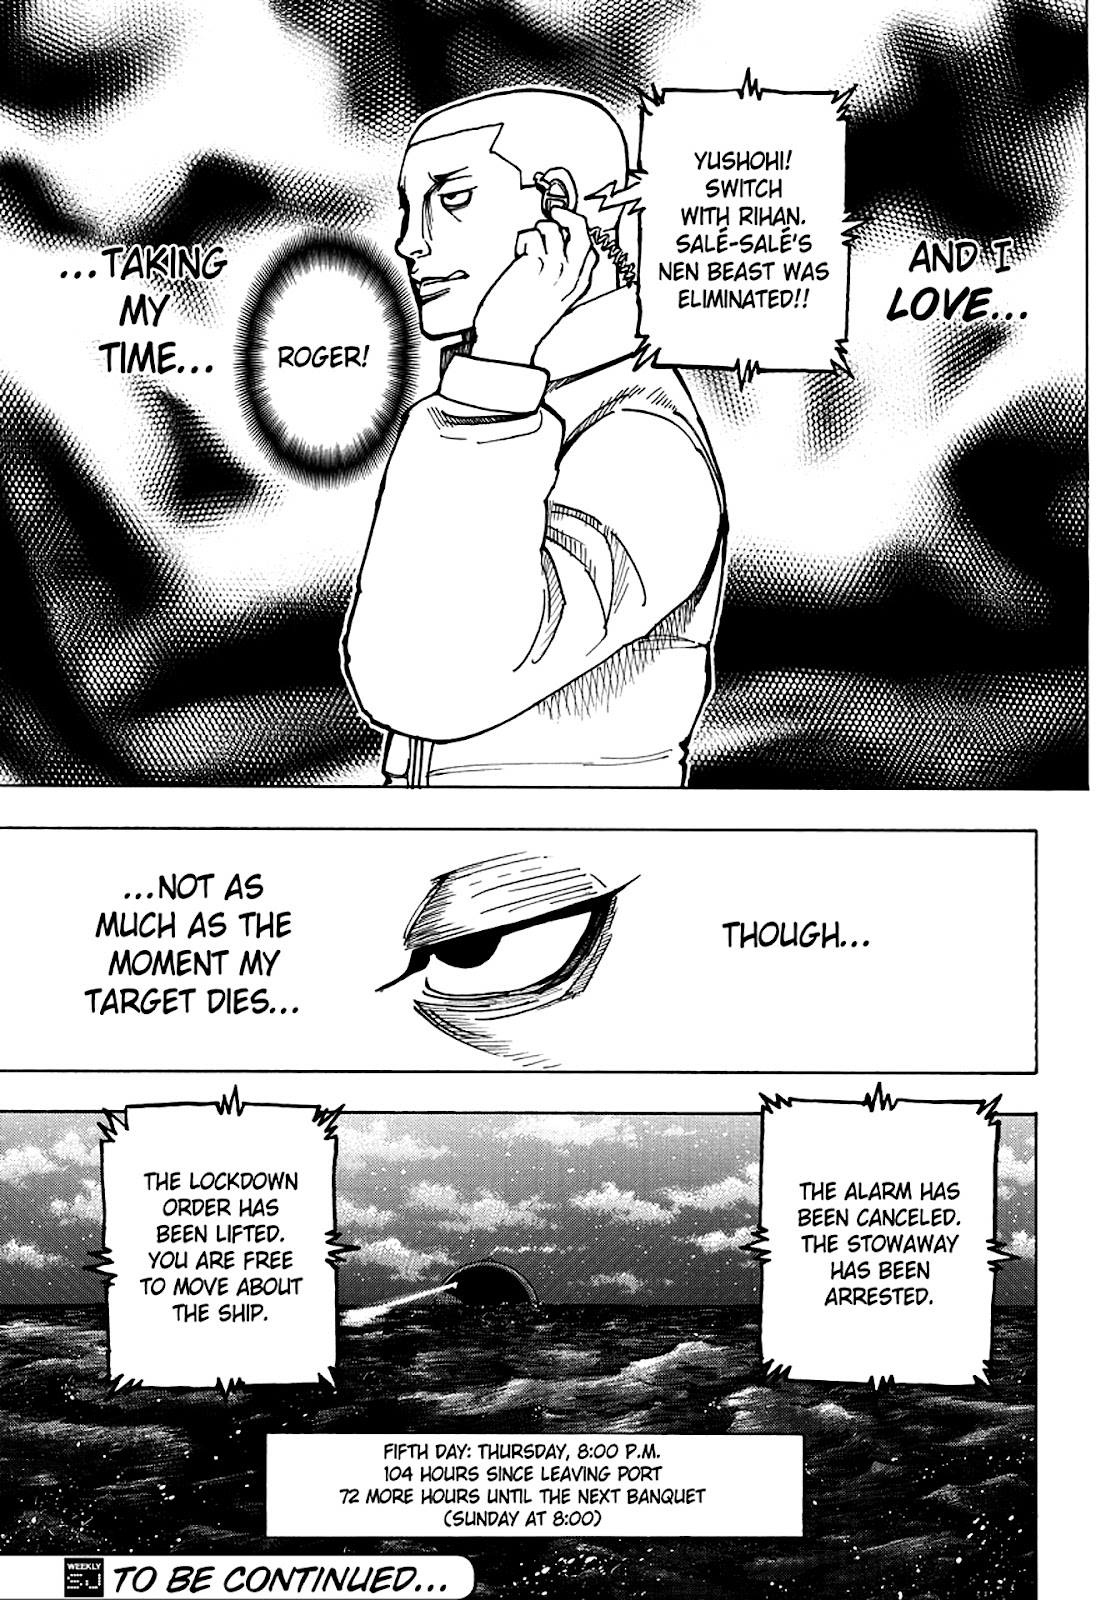 AND I
LOVE...
YUSHOHI!
SWITCH
WITH RIHAN.
SALÉ-SALÉ'S
NEN BEAST WAS
ELIMINATED!!
ROGER!
...TAKING
MY
TIME...
THOUGH...
...NOT AS
MUCH AS THE
MOMENT MY
TARGET DIES...
THE ALARM HAS
BEEN CANCELED.
THE STOWAWAY
HAS BEEN
ARRESTED.
THE LOCKDOWN
ORDER HAS
BEEN LIFTED.
YOU ARE FREE
TO MOVE ABOUT
THE SHIP.
FIFTH DAY: THURSDAY, 8:00 P.M.
104 HOURS SINCE LEAVING PORT
72 MORE HOURS UNTIL THE NEXT BANQUET
(SUNDAY AT 8:00)
WEEKLY
SJ
TO BE CONTINUED...